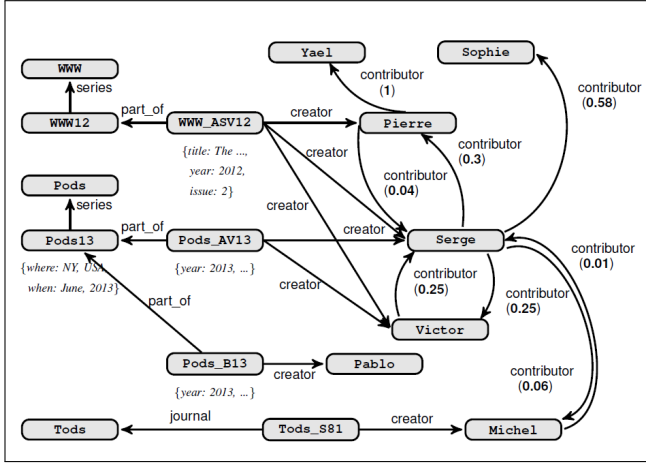 Yael
Sophie
WWW
series
contributor
(1)
contributor
(0.58)
WWW12
part_of
WWW_ASV12
creator
Pierre
{title: The ...,
year: 2012,
issue: 2}
creator
contributor
(0.3)
contributor
(0.04)
Pods
series
creator
Pods13
part_of
Pods_AV13
creator
Serge
{where: NY, USA
when: June, 2013}
{year: 2013, ...}
creator
contributor
(0.25)
contributor
(0.25)
contributor
(0.01)
part_of
Victor
Pods_B13
creator
Pablo
{year: 2013, ...}
contributor
(0.06)
Tods
journal
Tods_S81
creator
Michel